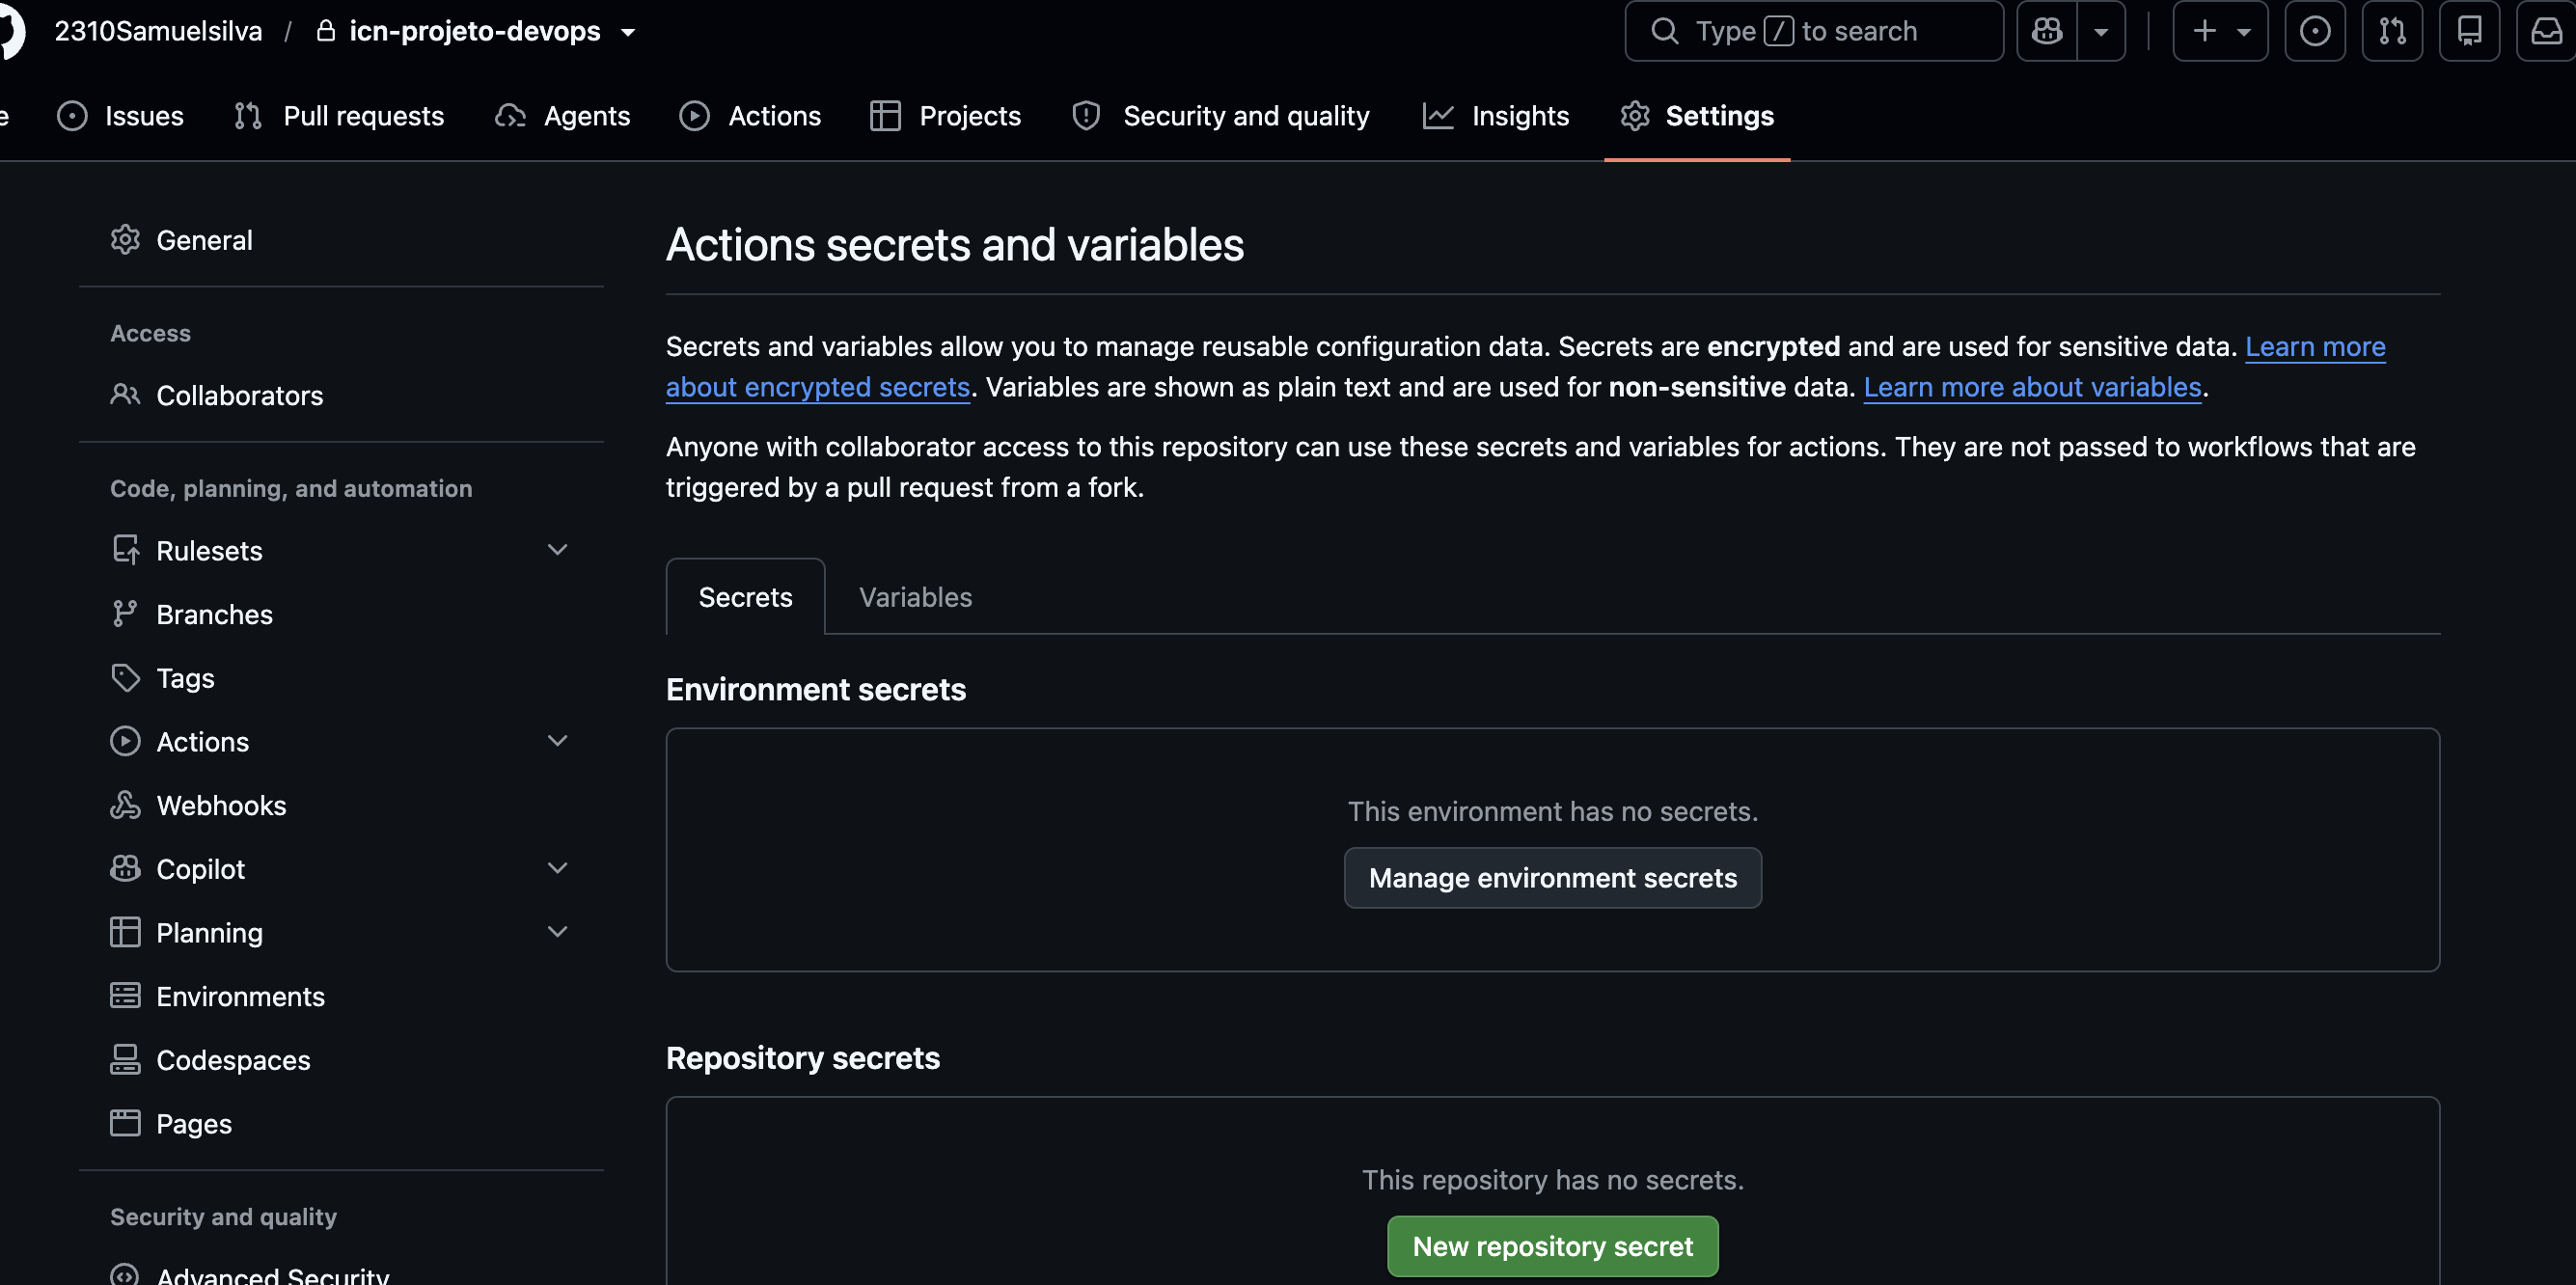 2310Samuelsilva / icn-projeto-devops
Type / to search
e Issues Pull requests Agents Actions Projects Security and quality Insights Settings
General
Access
Collaborators
Code, planning, and automation
Rulesets
Branches
Tags
Actions
Webhooks
Copilot
Planning
Environments
Codespaces
Pages
Security and quality
Advanced Security
Actions secrets and variables
Secrets and variables allow you to manage reusable configuration data. Secrets are encrypted and are used for sensitive data. Learn more
about encrypted secrets. Variables are shown as plain text and are used for non-sensitive data. Learn more about variables.
Anyone with collaborator access to this repository can use these secrets and variables for actions. They are not passed to workflows that are
triggered by a pull request from a fork.
Secrets Variables
Environment secrets
This environment has no secrets.
Manage environment secrets
Repository secrets
This repository has no secrets.
New repository secret